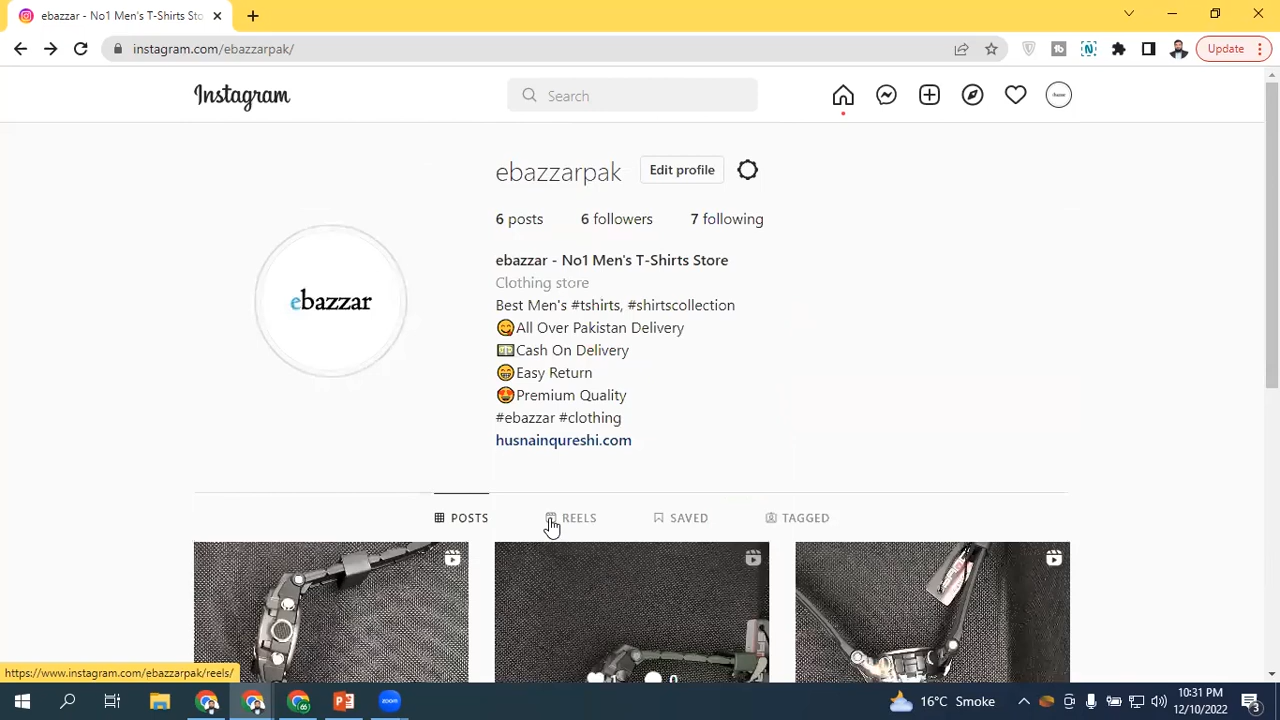 ebazzar - No1 Men's T-Shirts Sto
instagram.com/ebazzarpak/
Update
Instagram
Search
ebazzarpak
Edit profile
6 posts 6 followers 7 following
ebazzar - No1 Men's T-Shirts Store
Clothing store
Best Men's #tshirts, #shirtscollection
😋All Over Pakistan Delivery
💵Cash On Delivery
😁Easy Return
🤩Premium Quality
#ebazzar #clothing
husnainqureshi.com
ebazzar
POSTS REELS SAVED TAGGED
https://www.instagram.com/ebazzarpak/reels/
zoom
16°C Smoke
10:31 PM
12/10/2022
3